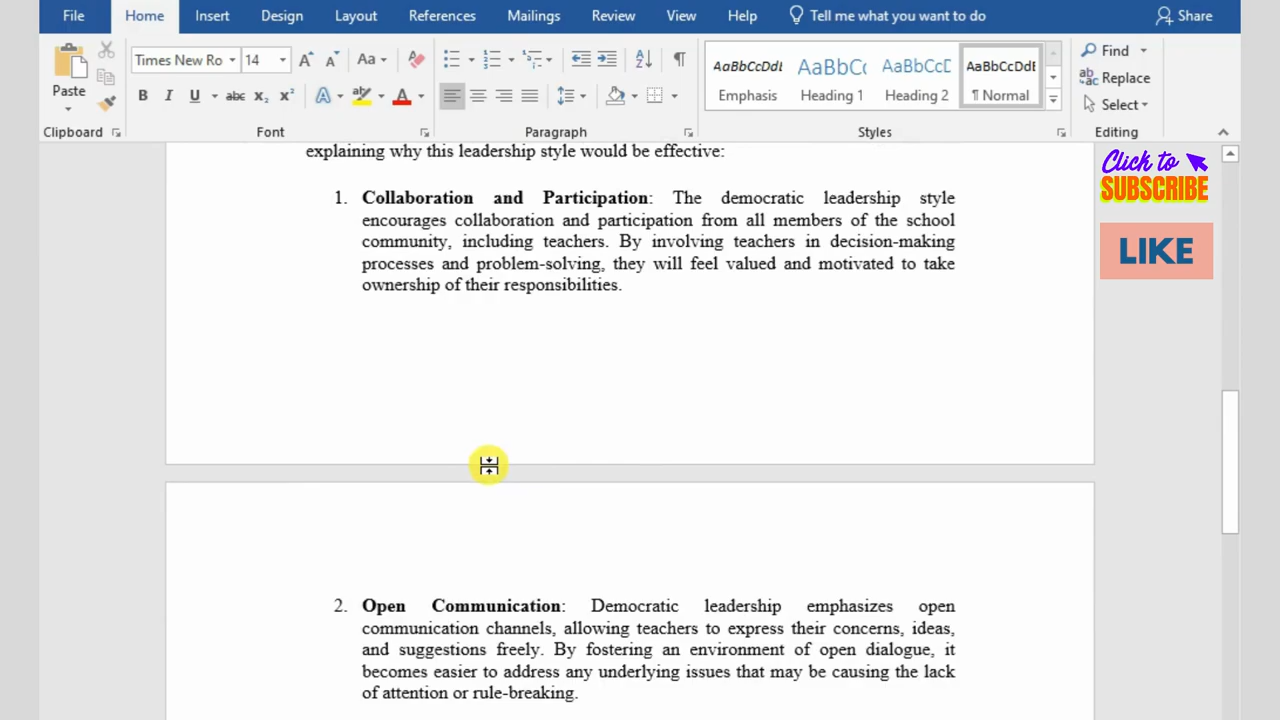 File Home Insert Design Layout References Mailings Review View Help Tell me what you want to do Share
Times New Ro 14 Aa AaBbCcDdE AaBbCc AaBbCcD AaBbCcDdE Find
Paste B I U abc x₂ x² A A Emphasis Heading 1 Heading 2 ¶ Normal Replace
Select
Clipboard Font Paragraph Styles Editing
explaining why this leadership style would be effective:
Click to
SUBSCRIBE
LIKE
1. Collaboration and Participation: The democratic leadership style
encourages collaboration and participation from all members of the school
community, including teachers. By involving teachers in decision-making
processes and problem-solving, they will feel valued and motivated to take
ownership of their responsibilities.
2. Open Communication: Democratic leadership emphasizes open
communication channels, allowing teachers to express their concerns, ideas,
and suggestions freely. By fostering an environment of open dialogue, it
becomes easier to address any underlying issues that may be causing the lack
of attention or rule-breaking.